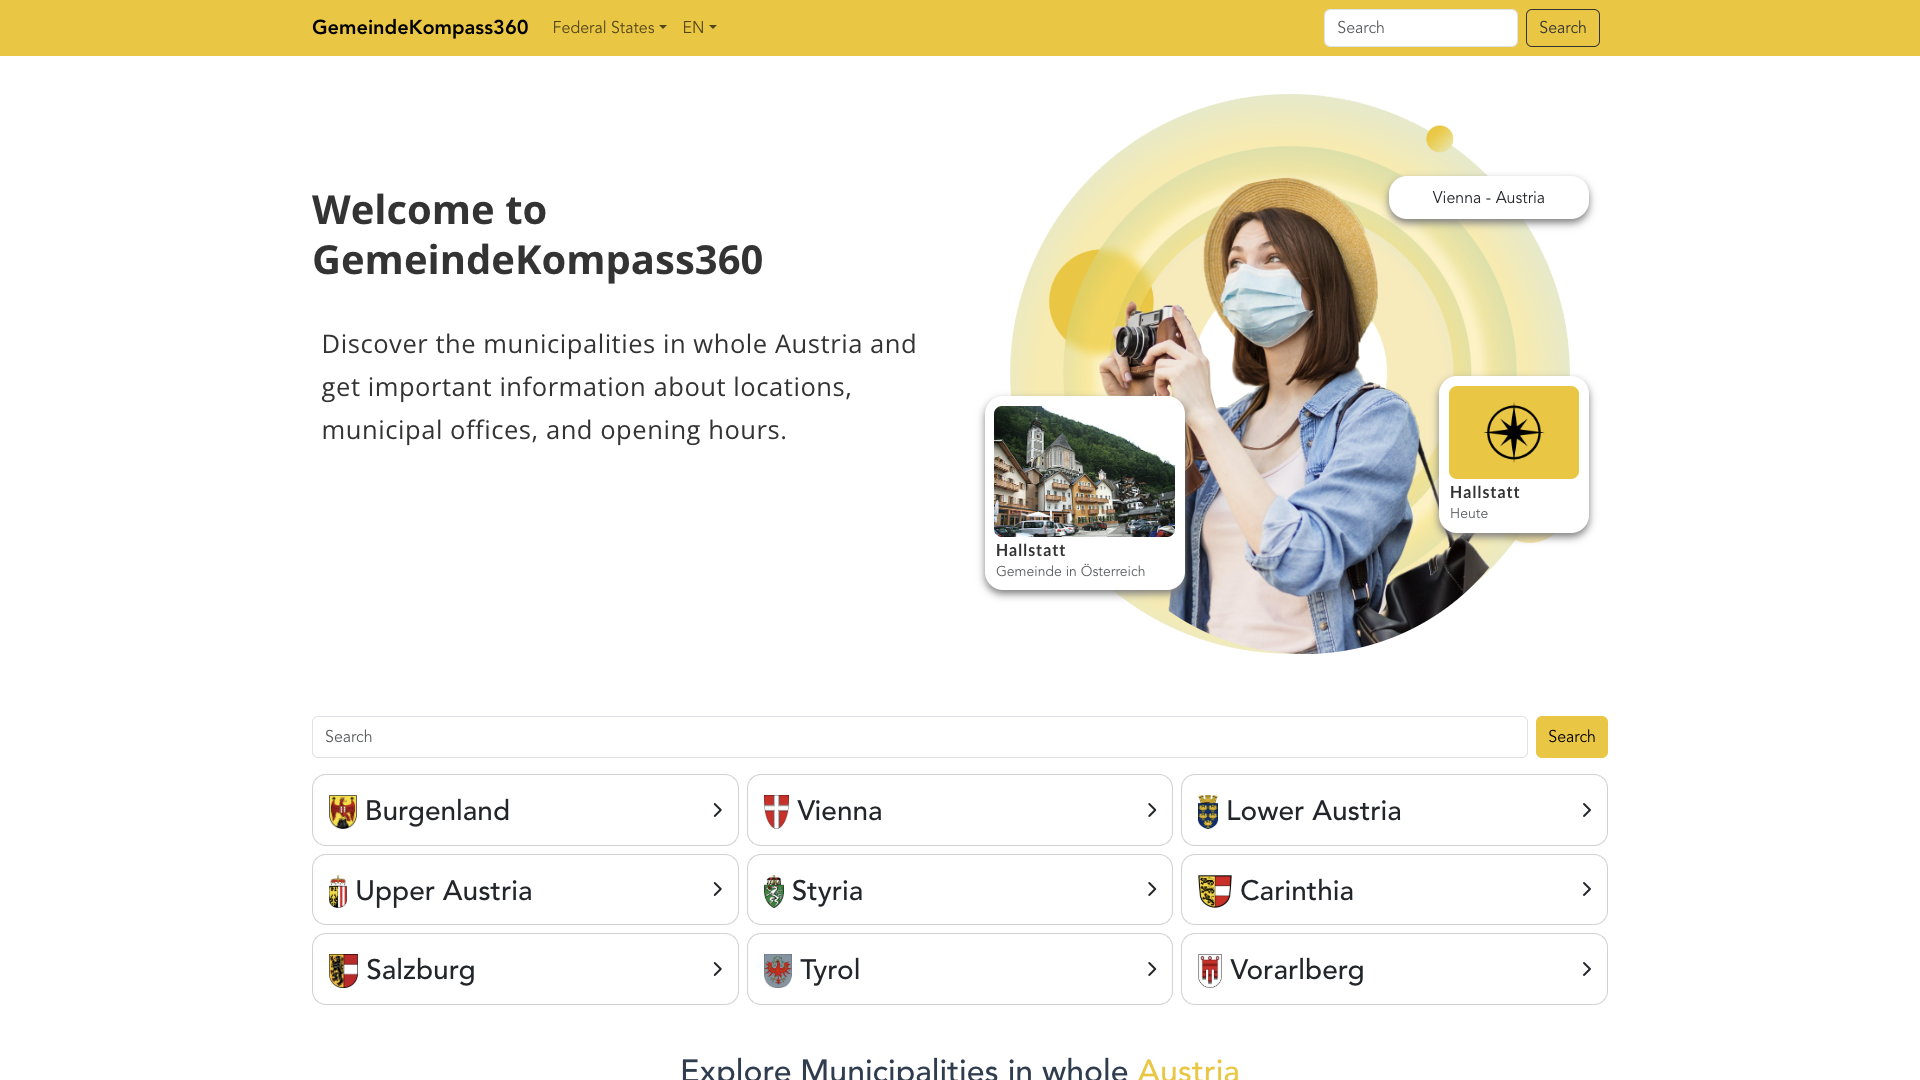 GemeindeKompass360
Federal States
EN
Search
Search
Welcome to
GemeindeKompass360
Discover the municipalities in whole Austria and
get important information about locations,
municipal offices, and opening hours.
Vienna - Austria
Hallstatt
Gemeinde in Österreich
Hallstatt
Heute
Search
Search
Burgenland
Vienna
Lower Austria
Upper Austria
Styria
Carinthia
Salzburg
Tyrol
Vorarlberg
Explore Municipalities in whole Austria